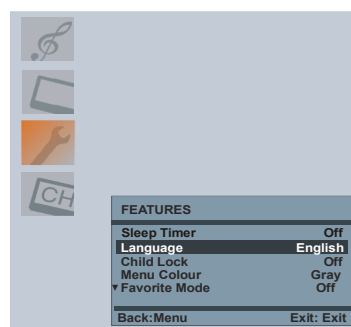 CH
FEATURES
Sleep Timer Off
Language English
Child Lock Off
Menu Colour Gray
▼Favorite Mode Off
Back:Menu Exit: Exit